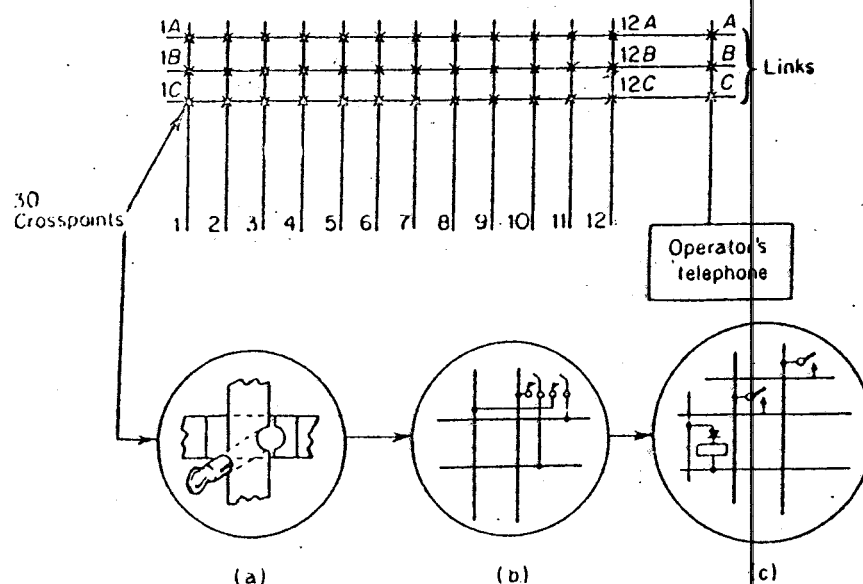 1A 12A A
1B 12B B
1C 12C C
Links
30
Crosspoints
1 2 3 4 5 6 7 8 9 10 11 12
Operator's
telephone
(a) (b) (c)